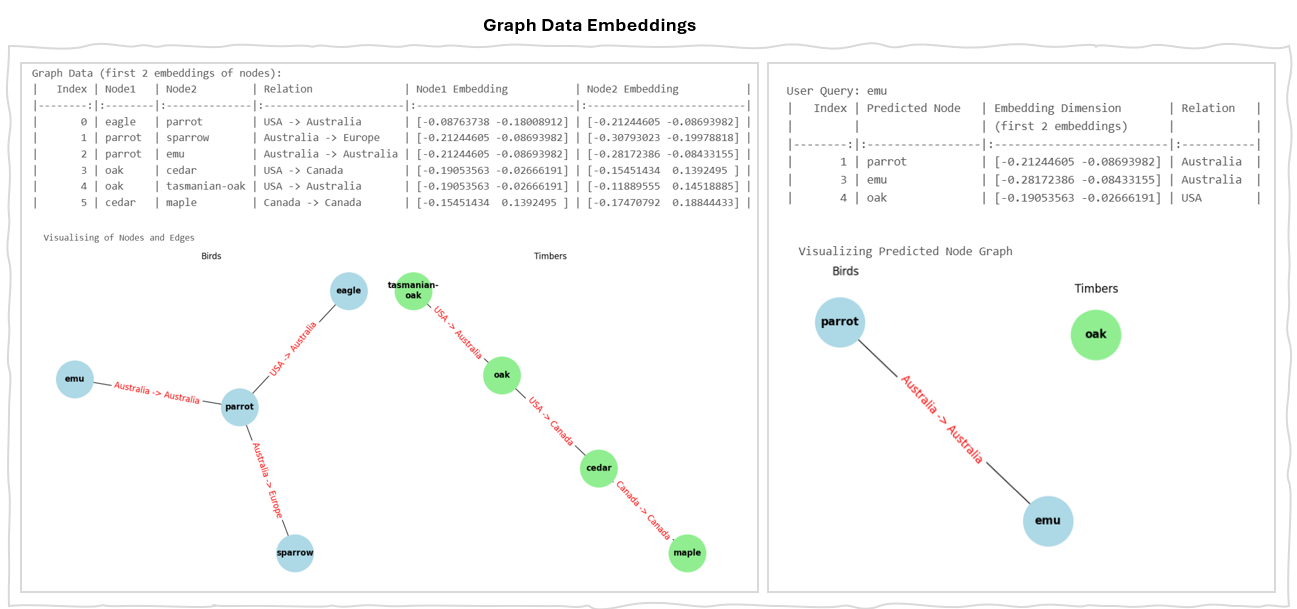 Graph Data Embeddings
Graph Data (first 2 embeddings of nodes):
|   Index | Node1  | Node2         | Relation               | Node1 Embedding           | Node2 Embedding           |
|--------:|:-------|:--------------|:-----------------------|:--------------------------|:--------------------------|
|       0 | eagle  | parrot        | USA -> Australia       | [-0.08763738 -0.18008912] | [-0.21244605 -0.08693982] |
|       1 | parrot | sparrow       | Australia -> Europe    | [-0.21244605 -0.08693982] | [-0.30793023 -0.19978818] |
|       2 | parrot | emu           | Australia -> Australia | [-0.21244605 -0.08693982] | [-0.28172386 -0.08433155] |
|       3 | oak    | cedar         | USA -> Canada          | [-0.19053563 -0.02666191] | [-0.15451434  0.1392495 ] |
|       4 | oak    | tasmanian-oak | USA -> Australia       | [-0.19053563 -0.02666191] | [-0.11889555  0.14518885] |
|       5 | cedar  | maple         | Canada -> Canada       | [-0.15451434  0.1392495 ] | [-0.17470792  0.18844433] |
Visualising of Nodes and Edges
Birds
Timbers
eagle
tasmanian-
oak
USA -> Australia
USA -> Australia
emu
Australia -> Australia
parrot
oak
USA -> Canada
Australia -> Europe
cedar
Canada -> Canada
sparrow
maple
User Query: emu
|   Index | Predicted Node  | Embedding Dimension       | Relation  |
|         |                 | (first 2 embeddings)      |           |
|--------:|:----------------|:--------------------------|:----------|
|       1 | parrot          | [-0.21244605 -0.08693982] | Australia |
|       3 | emu             | [-0.28172386 -0.08433155] | Australia |
|       4 | oak             | [-0.19053563 -0.02666191] | USA       |
Visualizing Predicted Node Graph
Birds
Timbers
parrot
oak
Australia -> Australia
emu